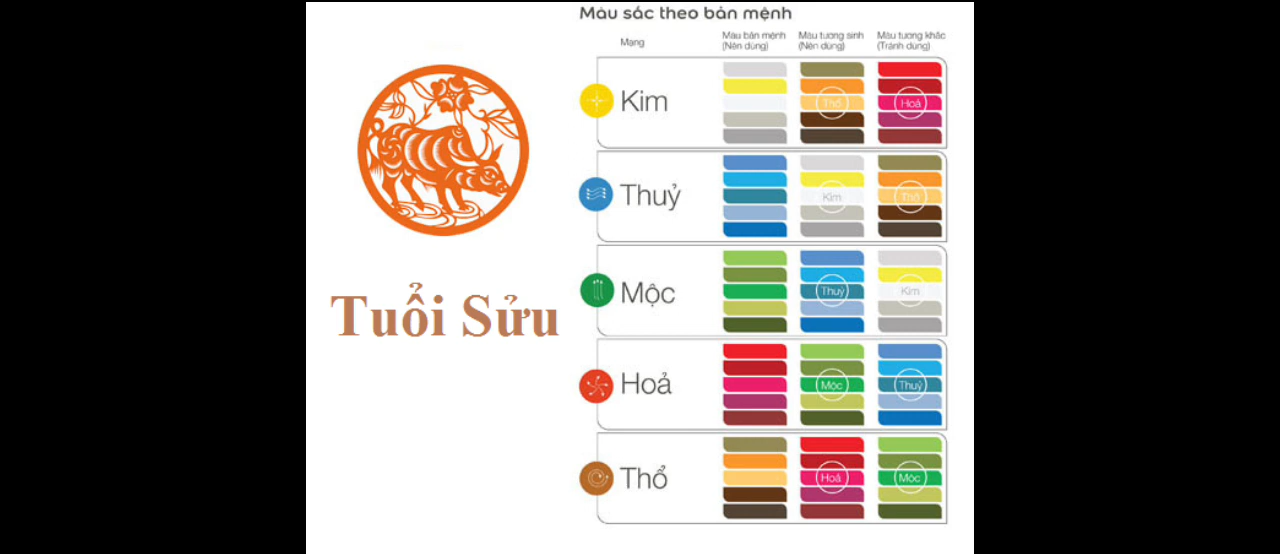 Màu sắc theo bản mệnh
Mạng
Màu bản mệnh
(Nên dùng)
Màu tương sinh
(Nên dùng)
Màu tương khắc
(Tránh dùng)
Kim
Thổ
Hoả
Thuỷ
Kim
Thổ
Tuổi Sửu
Mộc
Thuỷ
Kim
Hoả
Mộc
Thuỷ
Thổ
Hoả
Mộc